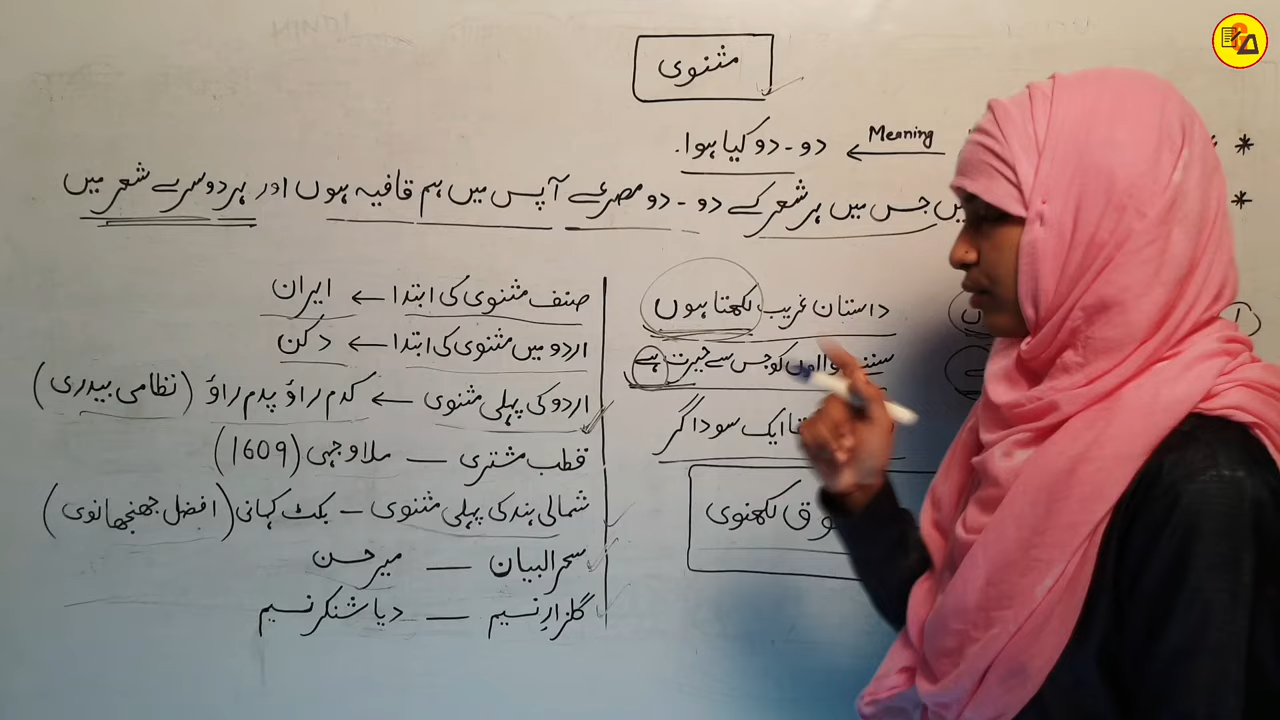 مثنوی
* Meaning ← دو - دو کیا ہوا۔
* جس میں ہر شعر کے دو - دو مصرعے آپس میں ہم قافیہ ہوں اور ہر دوسرے شعر میں
داستان غریب لکھتا ہوں
سننے والوں کو جس سے حیرت ہے
ایک سوداگر
لکھنوی
صنف مثنوی کی ابتدا ← ایران
اردو میں مثنوی کی ابتدا ← دکن
اردو کی پہلی مثنوی ← کدم راؤ پدم راؤ (نظامی بیدری)
قطب مشتری — ملا وجہی (1609)
شمالی ہند کی پہلی مثنوی - بکٹ کہانی (افضل جھنجھانوی)
سحرالبیان — میر حسن
گلزارِ نسیم — دیا شنکر نسیم